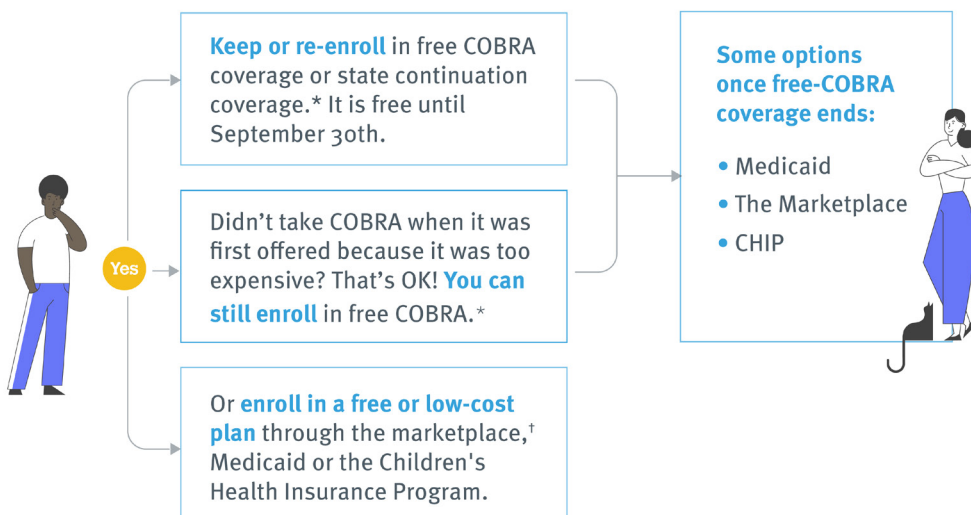 Keep or re-enroll in free COBRA
coverage or state continuation
coverage.* It is free until
September 30th.
Yes
Didn’t take COBRA when it was
first offered because it was too
expensive? That’s OK! You can
still enroll in free COBRA.*
Or enroll in a free or low-cost
plan through the marketplace,†
Medicaid or the Children's
Health Insurance Program.
Some options
once free-COBRA
coverage ends:
• Medicaid
• The Marketplace
• CHIP